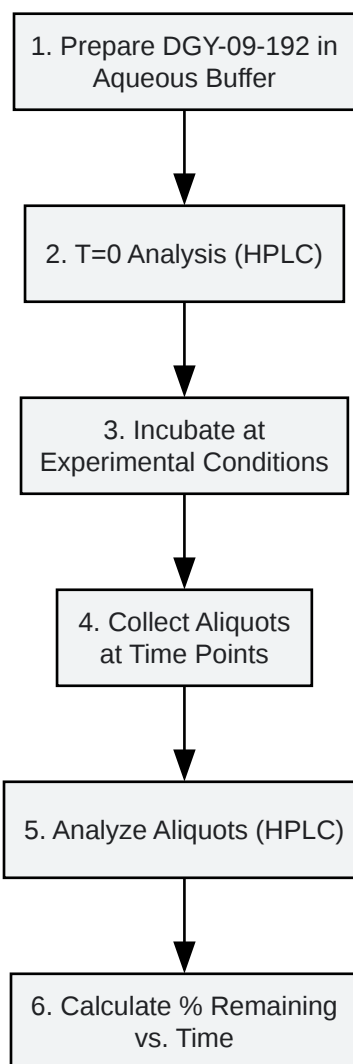 1. Prepare DGY-09-192 in
Aqueous Buffer
2. T=0 Analysis (HPLC)
3. Incubate at
Experimental Conditions
4. Collect Aliquots
at Time Points
5. Analyze Aliquots (HPLC)
6. Calculate % Remaining
vs. Time